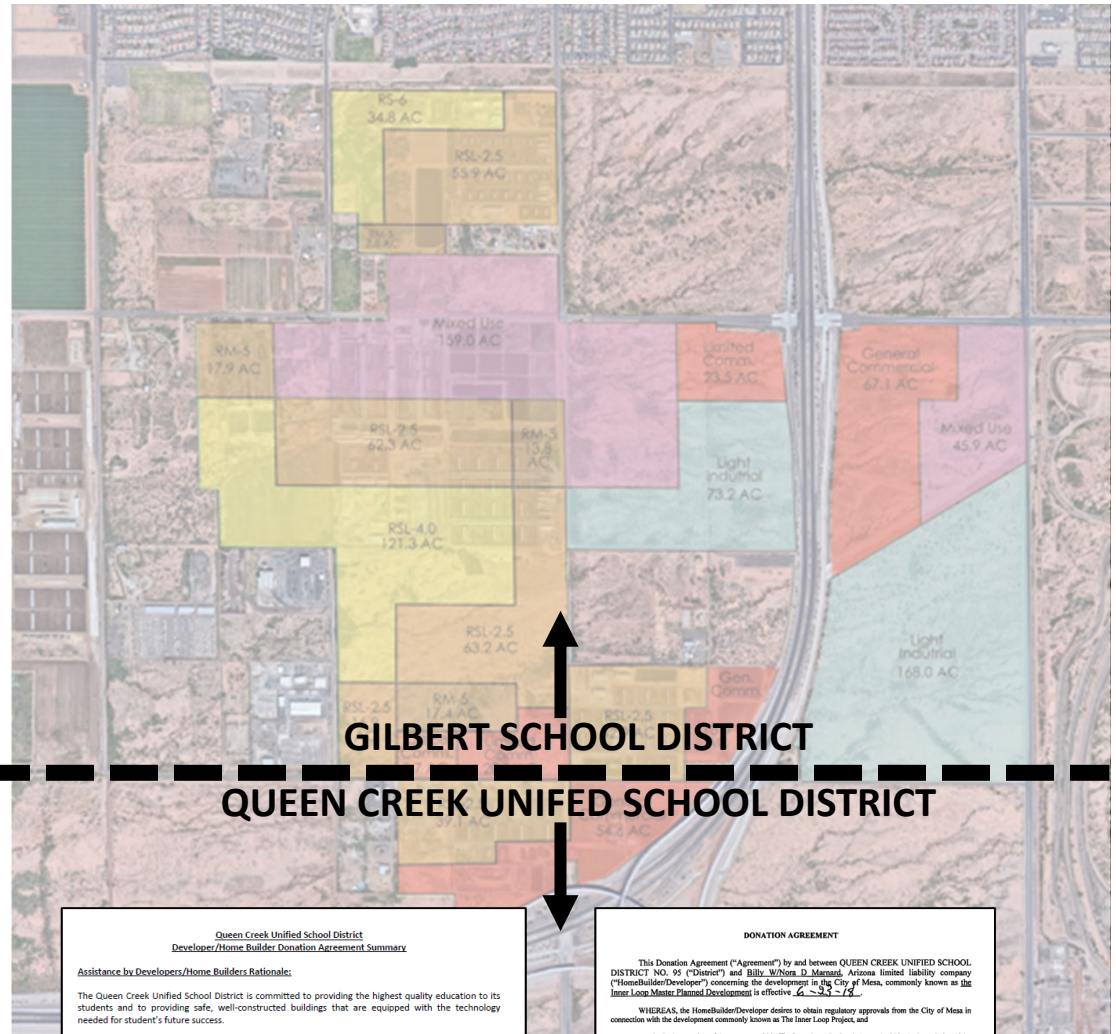 RS-6
34.8 AC
RSL-2.5
55.9 AC
RM-5
Mixed Use
159.0 AC
RM-5
17.9 AC
Limited
Comm.
23.5 AC
General
Commercial
67.1 AC
Mixed Use
45.9 AC
RSL-2.5
62.3 AC
RM-5
13.8
AC
Light
Indutrial
73.2 AC
RSL-4.0
121.3 AC
RSL-2.5
63.2 AC
Light
Indutrial
168.0 AC
RSL-2.5
RM-5
17.4 AC
RSL-2.5
Gen.
Comm.
GILBERT SCHOOL DISTRICT
QUEEN CREEK UNIFED SCHOOL DISTRICT
54.8 AC
Queen Creek Unified School District
Developer/Home Builder Donation Agreement Summary
Assistance by Developers/Home Builders Rationale:
The Queen Creek Unified School District is committed to providing the highest quality education to its
students and to providing safe, well-constructed buildings that are equipped with the technology
needed for student's future success.
DONATION AGREEMENT
This Donation Agreement ("Agreement") by and between QUEEN CREEK UNIFIED SCHOOL
DISTRICT NO. 95 ("District") and Billy W/Nora D Marnard, Arizona limited liability company
("HomeBuilder/Developer") concerning the development in the City of Mesa, commonly known as the
Inner Loop Master Planned Development is effective 6-23-18.
WHEREAS, the HomeBuilder/Developer desires to obtain regulatory approvals from the City of Mesa in
connection with the development commonly known as The Inner Loop Project, and